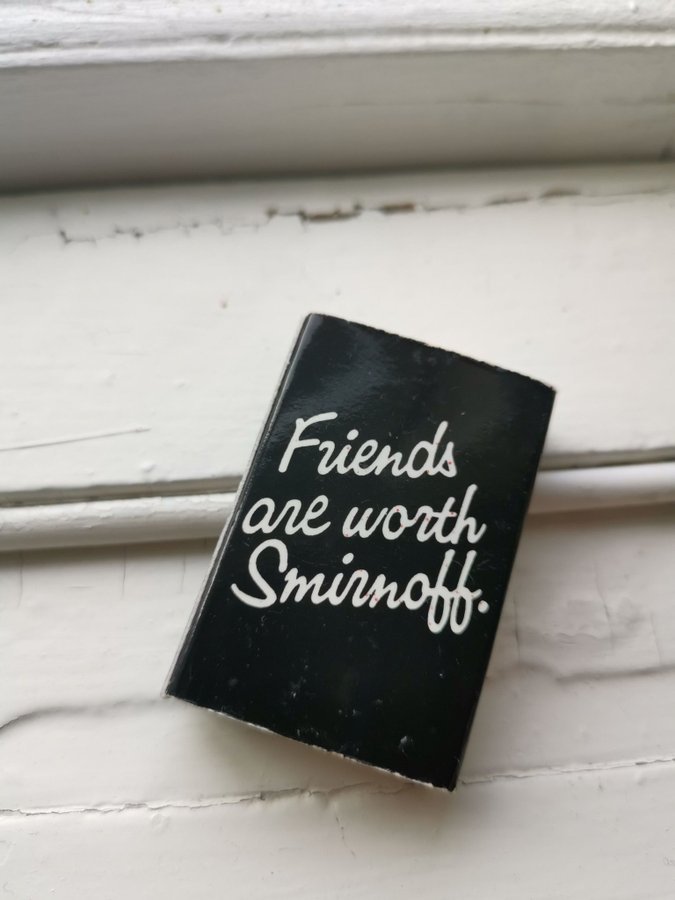 Friends
are worth
Smirnoff.